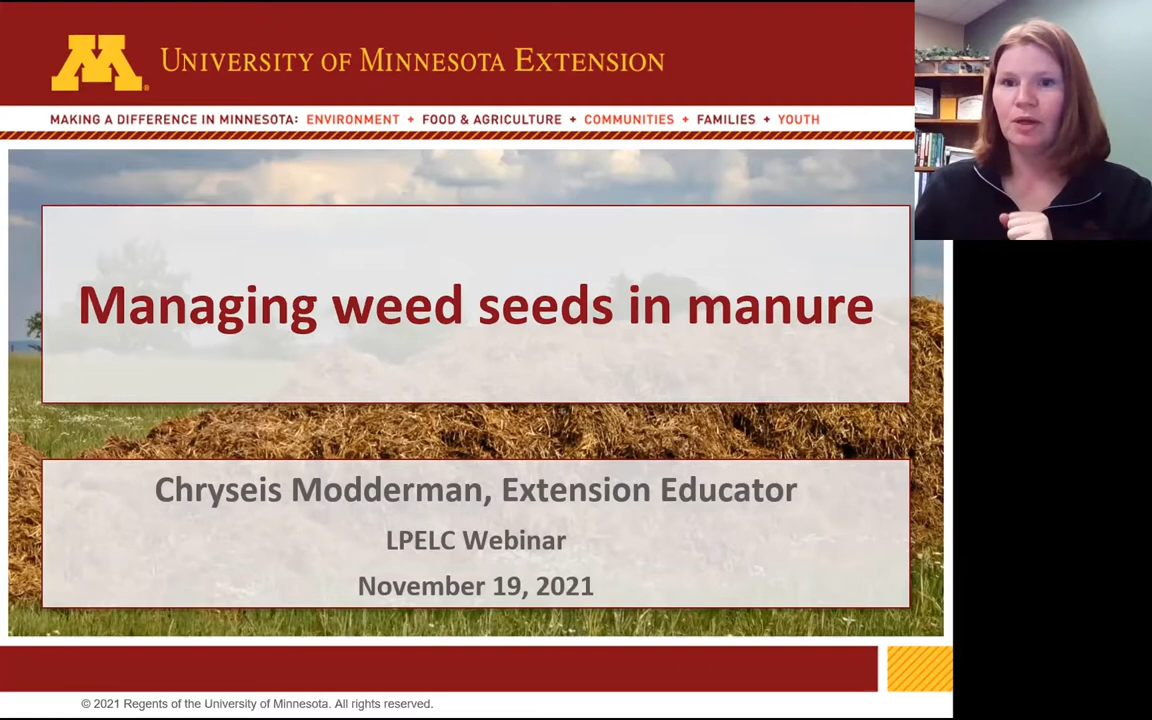 UNIVERSITY OF MINNESOTA EXTENSION
MAKING A DIFFERENCE IN MINNESOTA: ENVIRONMENT + FOOD & AGRICULTURE + COMMUNITIES + FAMILIES + YOUTH
Managing weed seeds in manure
Chryseis Modderman, Extension Educator
LPELC Webinar
November 19, 2021
© 2021 Regents of the University of Minnesota. All rights reserved.